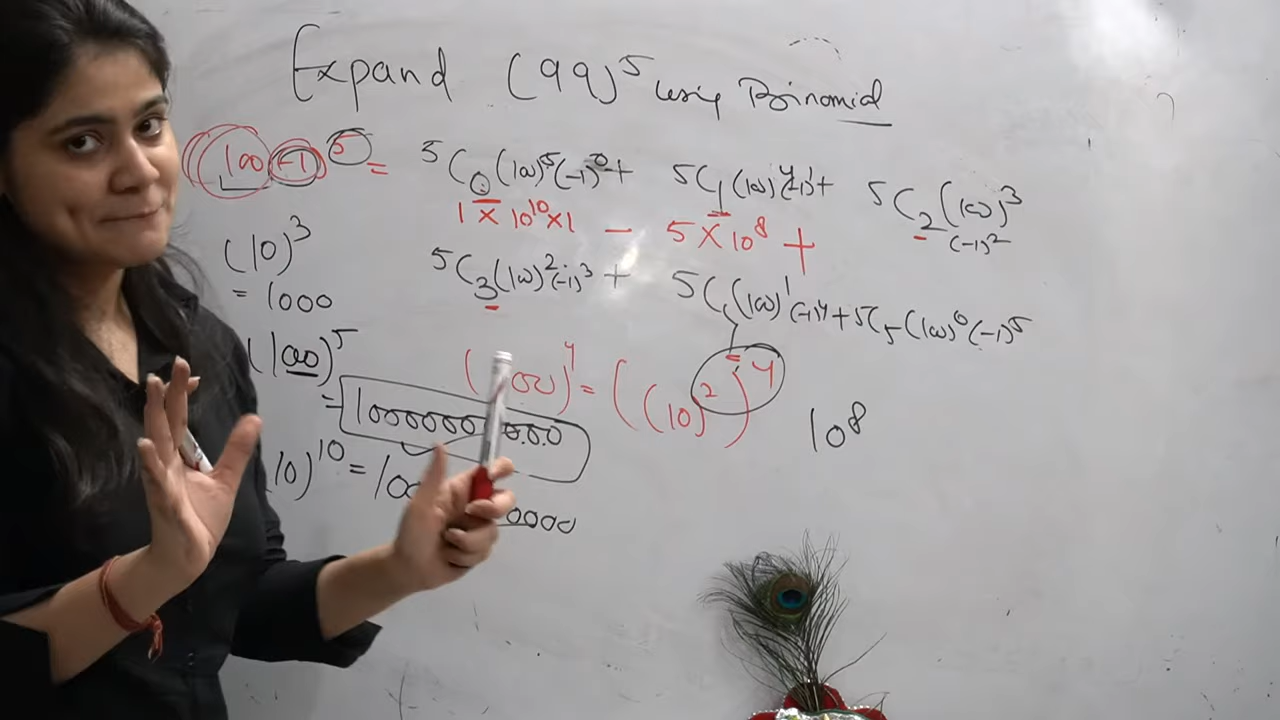 Expand (99)^5 using Binomial
(100-1)^5 = 5C0(100)^5(-1)^0 + 5C1(100)^4(-1)^1 + 5C2(100)^3
(-1)^2
1 × 10^10 × 1 - 5 × 10^8 +
(10)^3
= 1000
5C3(100)^2(-1)^3 + 5C4(100)^1(-1)^4 + 5C5(100)^0(-1)^5
(100)^5
(00)^4 = ((10)^2)^4 10^8
= 10000000000
(10)^10 = 100
0000